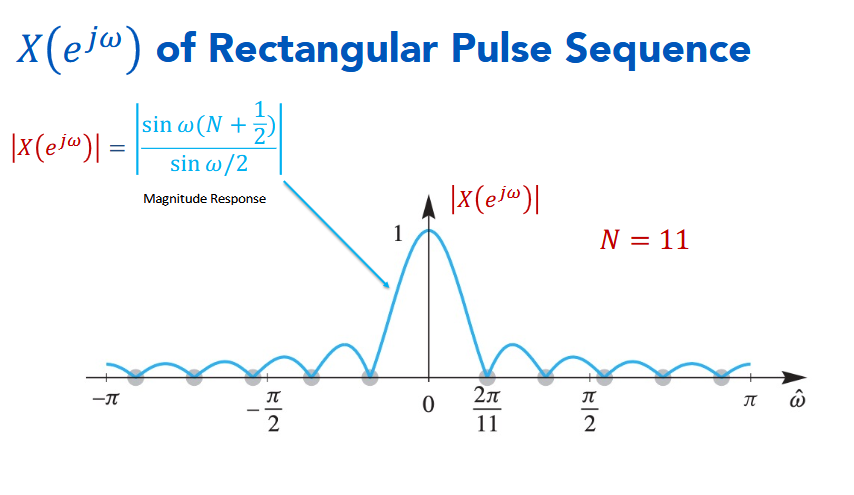 X(e^{jω}) of Rectangular Pulse Sequence
|X(e^{jω})| = |sin ω(N + 1/2) / sin ω/2|
Magnitude Response
|X(e^{jω})|
1
N = 11
−π
−π/2
0
2π/11
π/2
π
ω̂